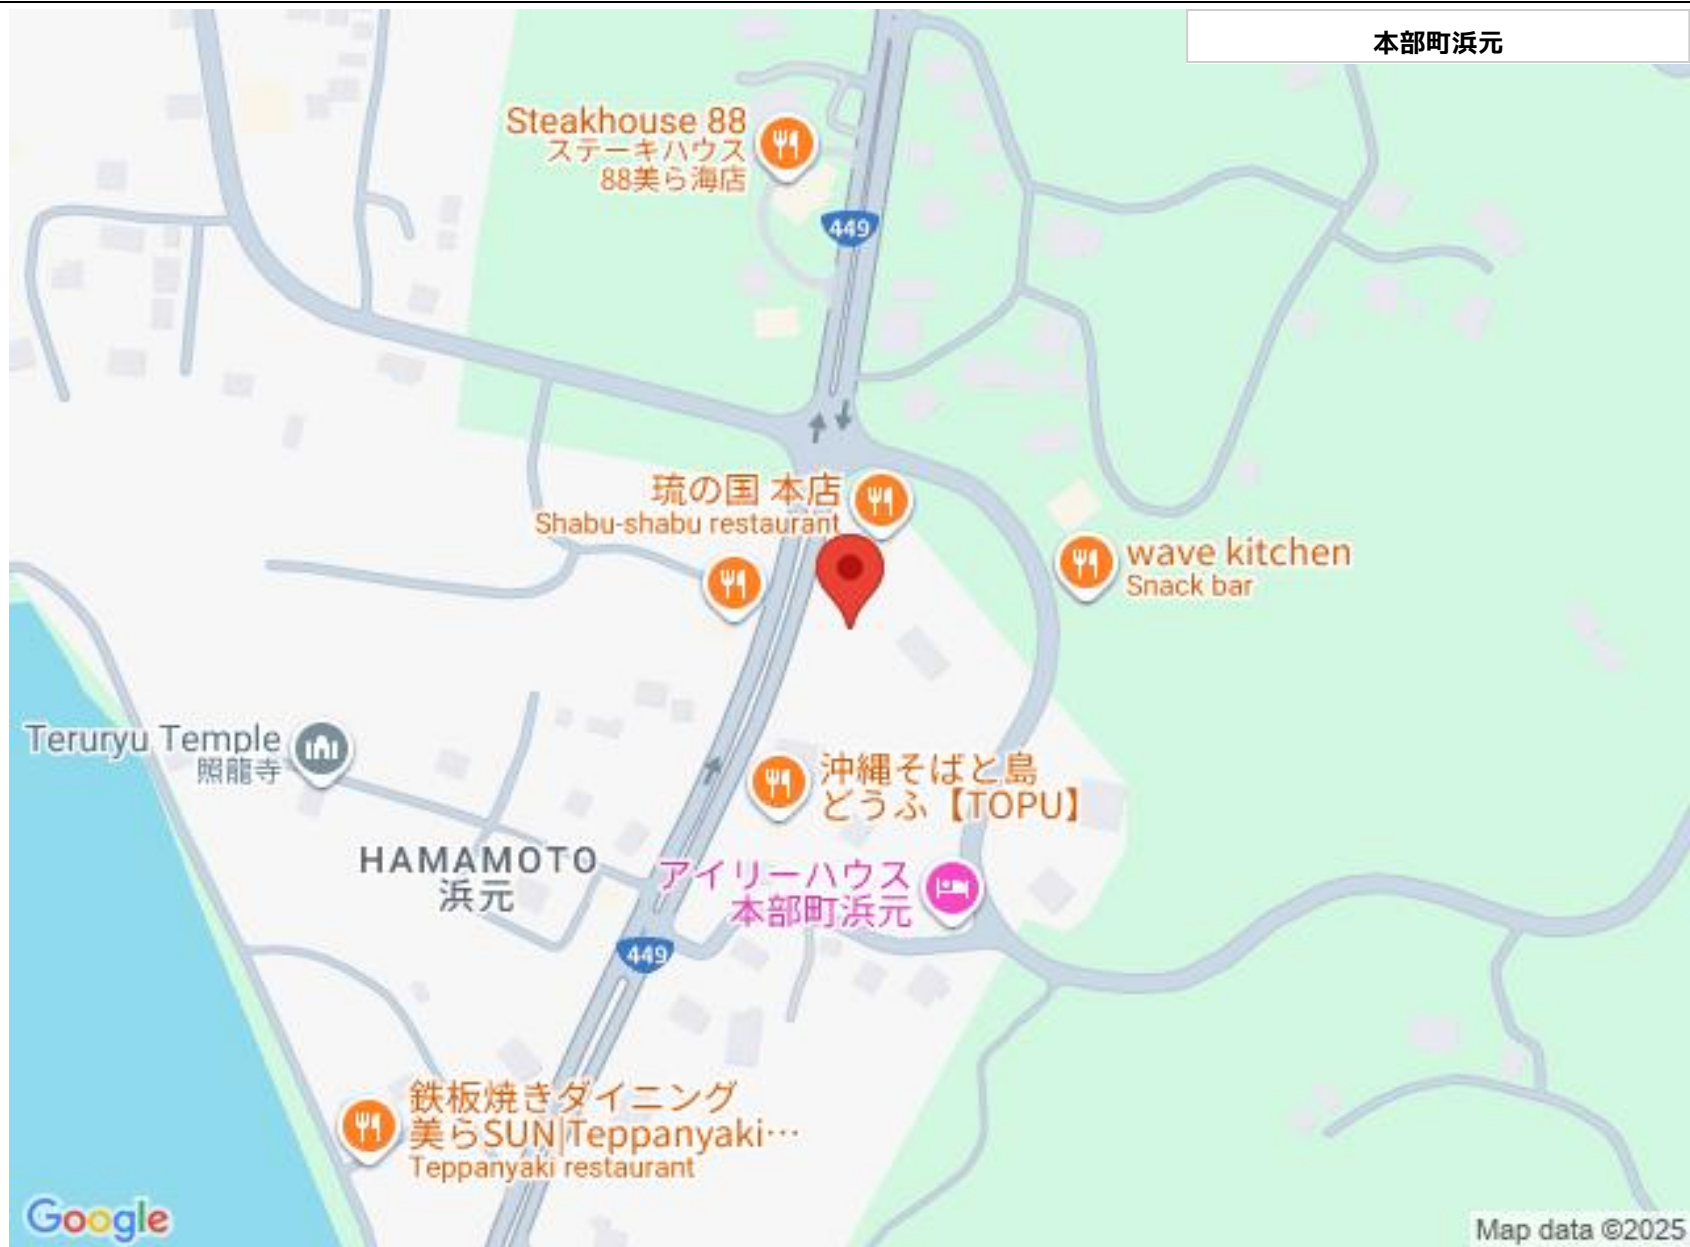 本部町浜元
Steakhouse 88
ステーキハウス
88美ら海店
449
琉の国 本店
Shabu-shabu restaurant
wave kitchen
Snack bar
Teruryu Temple
照龍寺
沖縄そばと島
どうふ【TOPU】
HAMAMOTO
浜元
アイリーハウス
本部町浜元
449
鉄板焼きダイニング
美らSUN|Teppanyaki…
Teppanyaki restaurant
Google
Map data ©2025